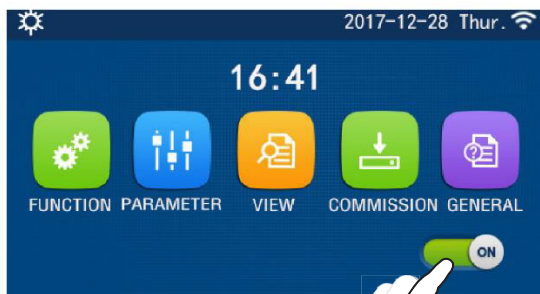 2017-12-28 Thur.
16:41
FUNCTION PARAMETER VIEW COMMISSION GENERAL
ON